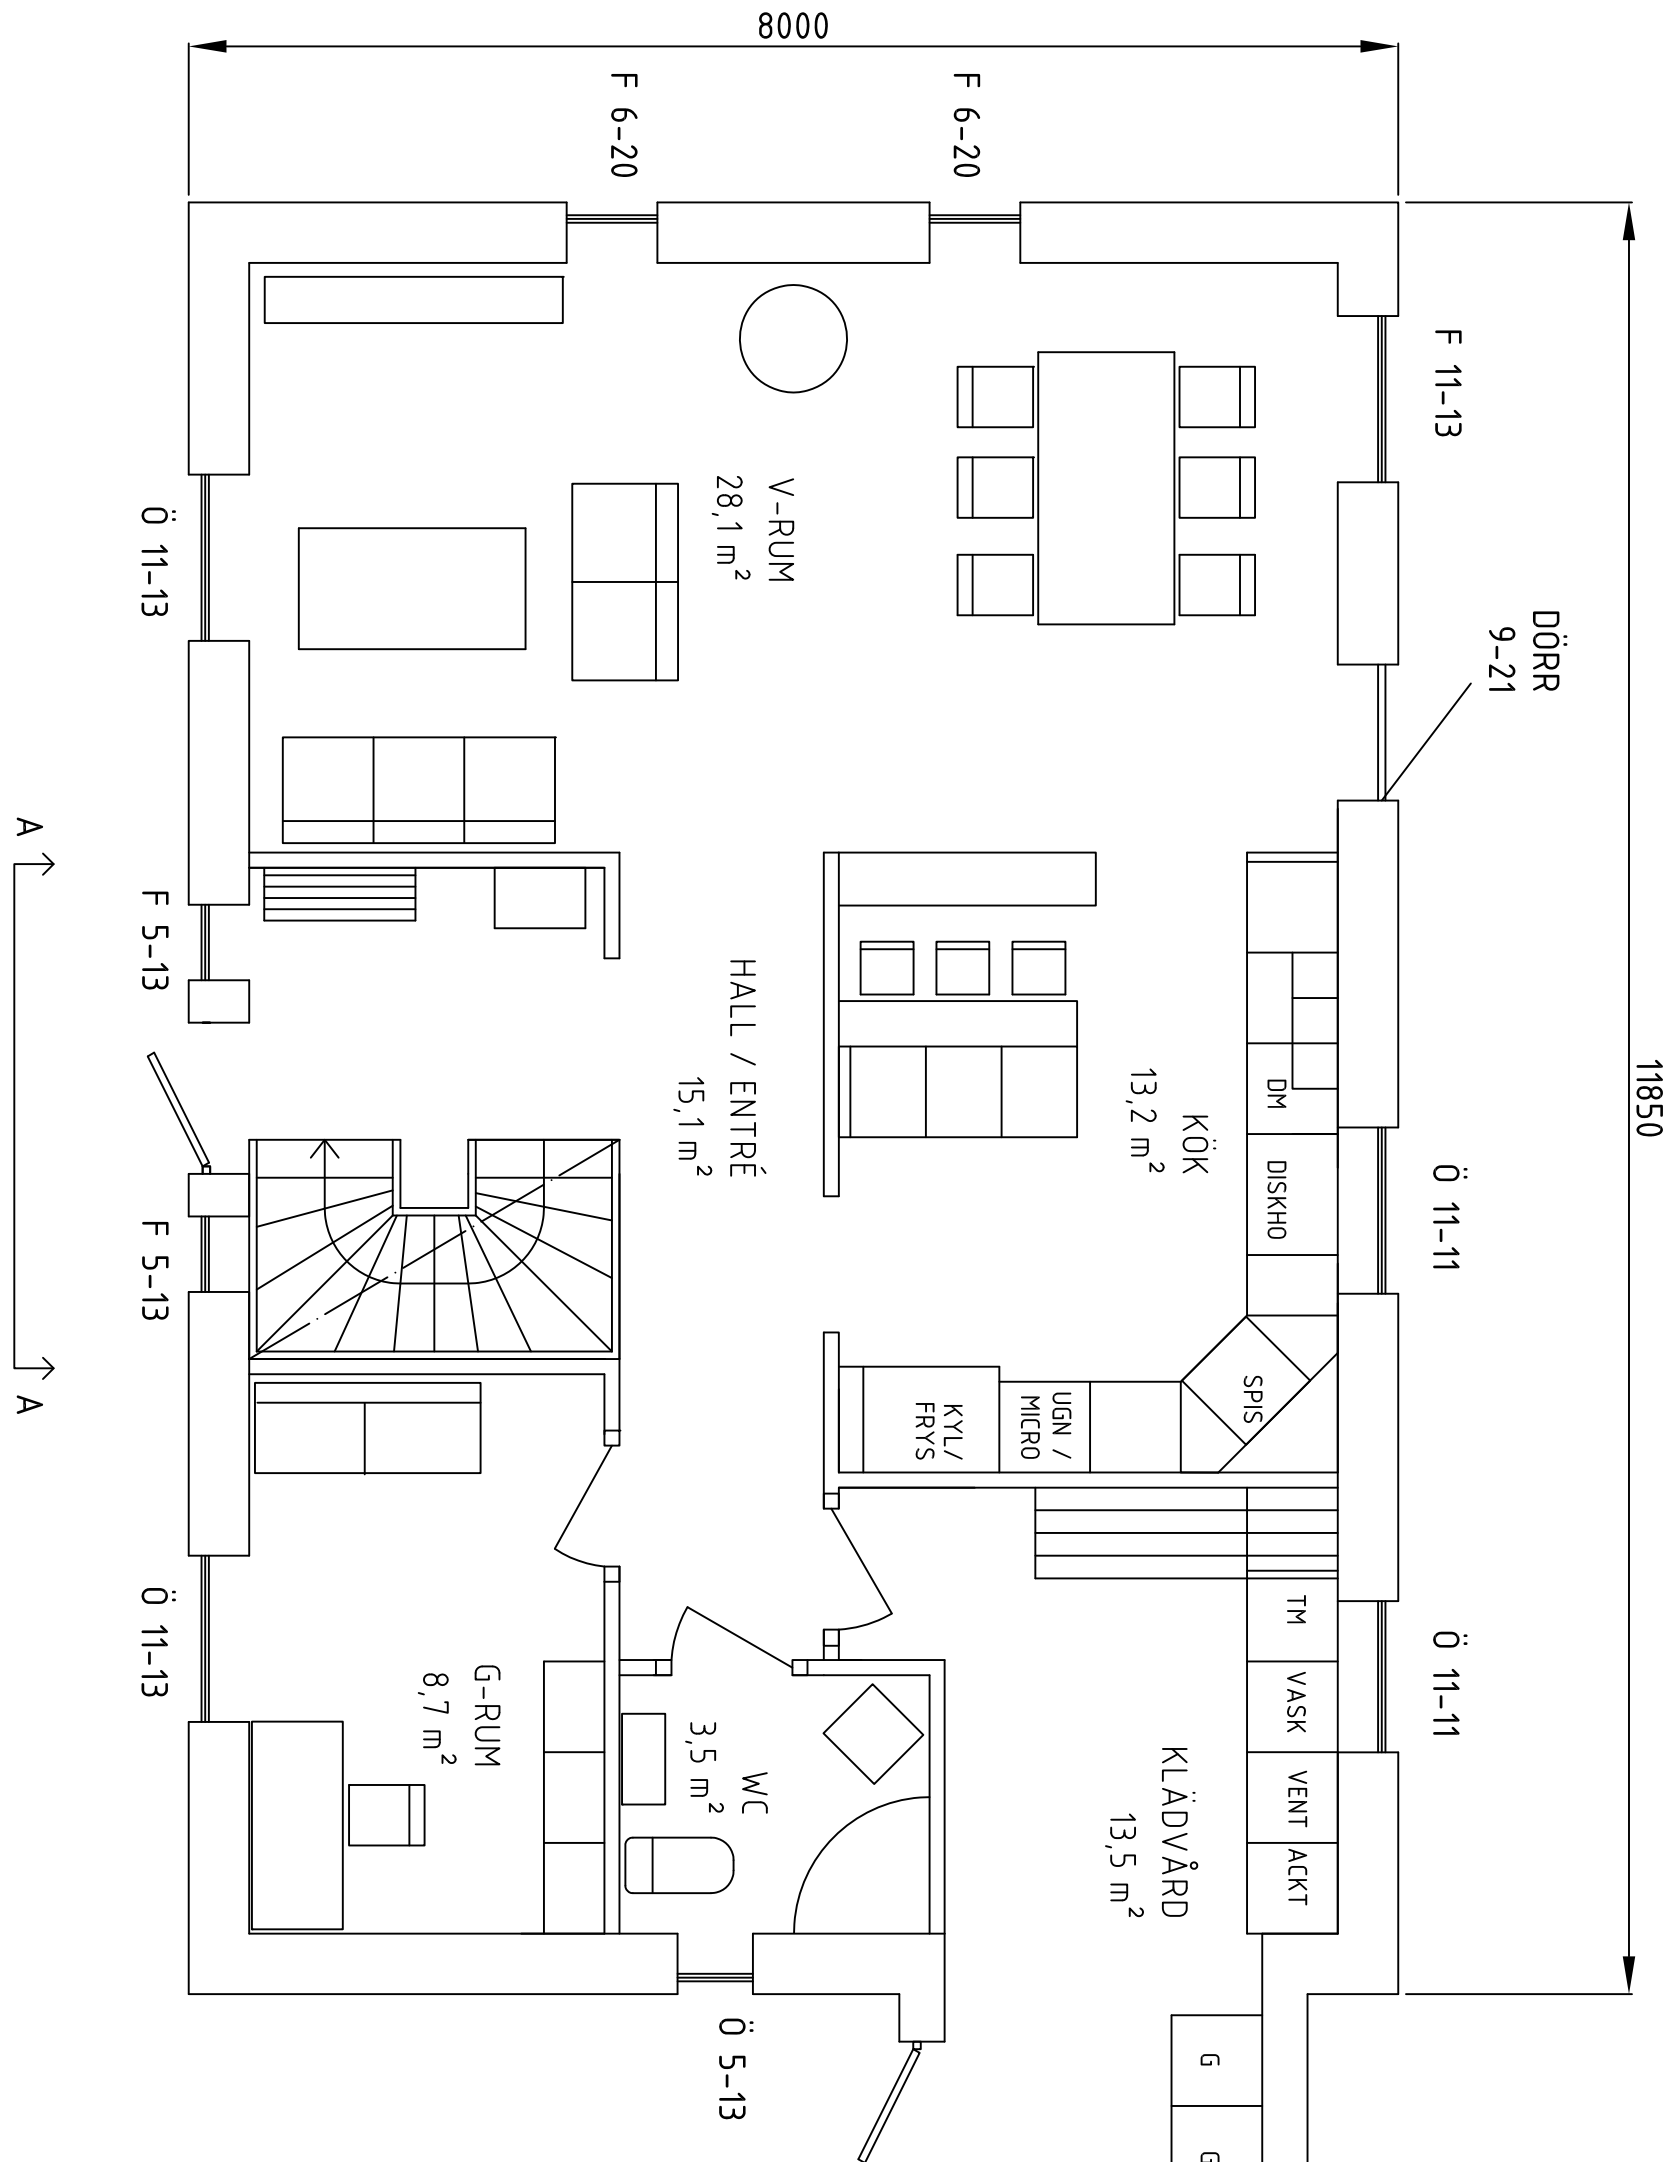 8000
F 6-20
F 6-20
F 11-13
DÖRR
9-21
11850
V-RUM
28,1 m²
Ö 11-13
A
F 5-13
HALL / ENTRÉ
15,1 m²
KÖK
13,2 m²
DM
DISKHO
Ö 11-11
F 5-13
SPIS
UGN /
MICRO
KYL/
FRYS
A
Ö 11-13
G-RUM
8,7 m²
WC
3,5 m²
KLÄDVÅRD
13,5 m²
TM
VASK
VENT
ACKT
Ö 11-11
Ö 5-13
G
G